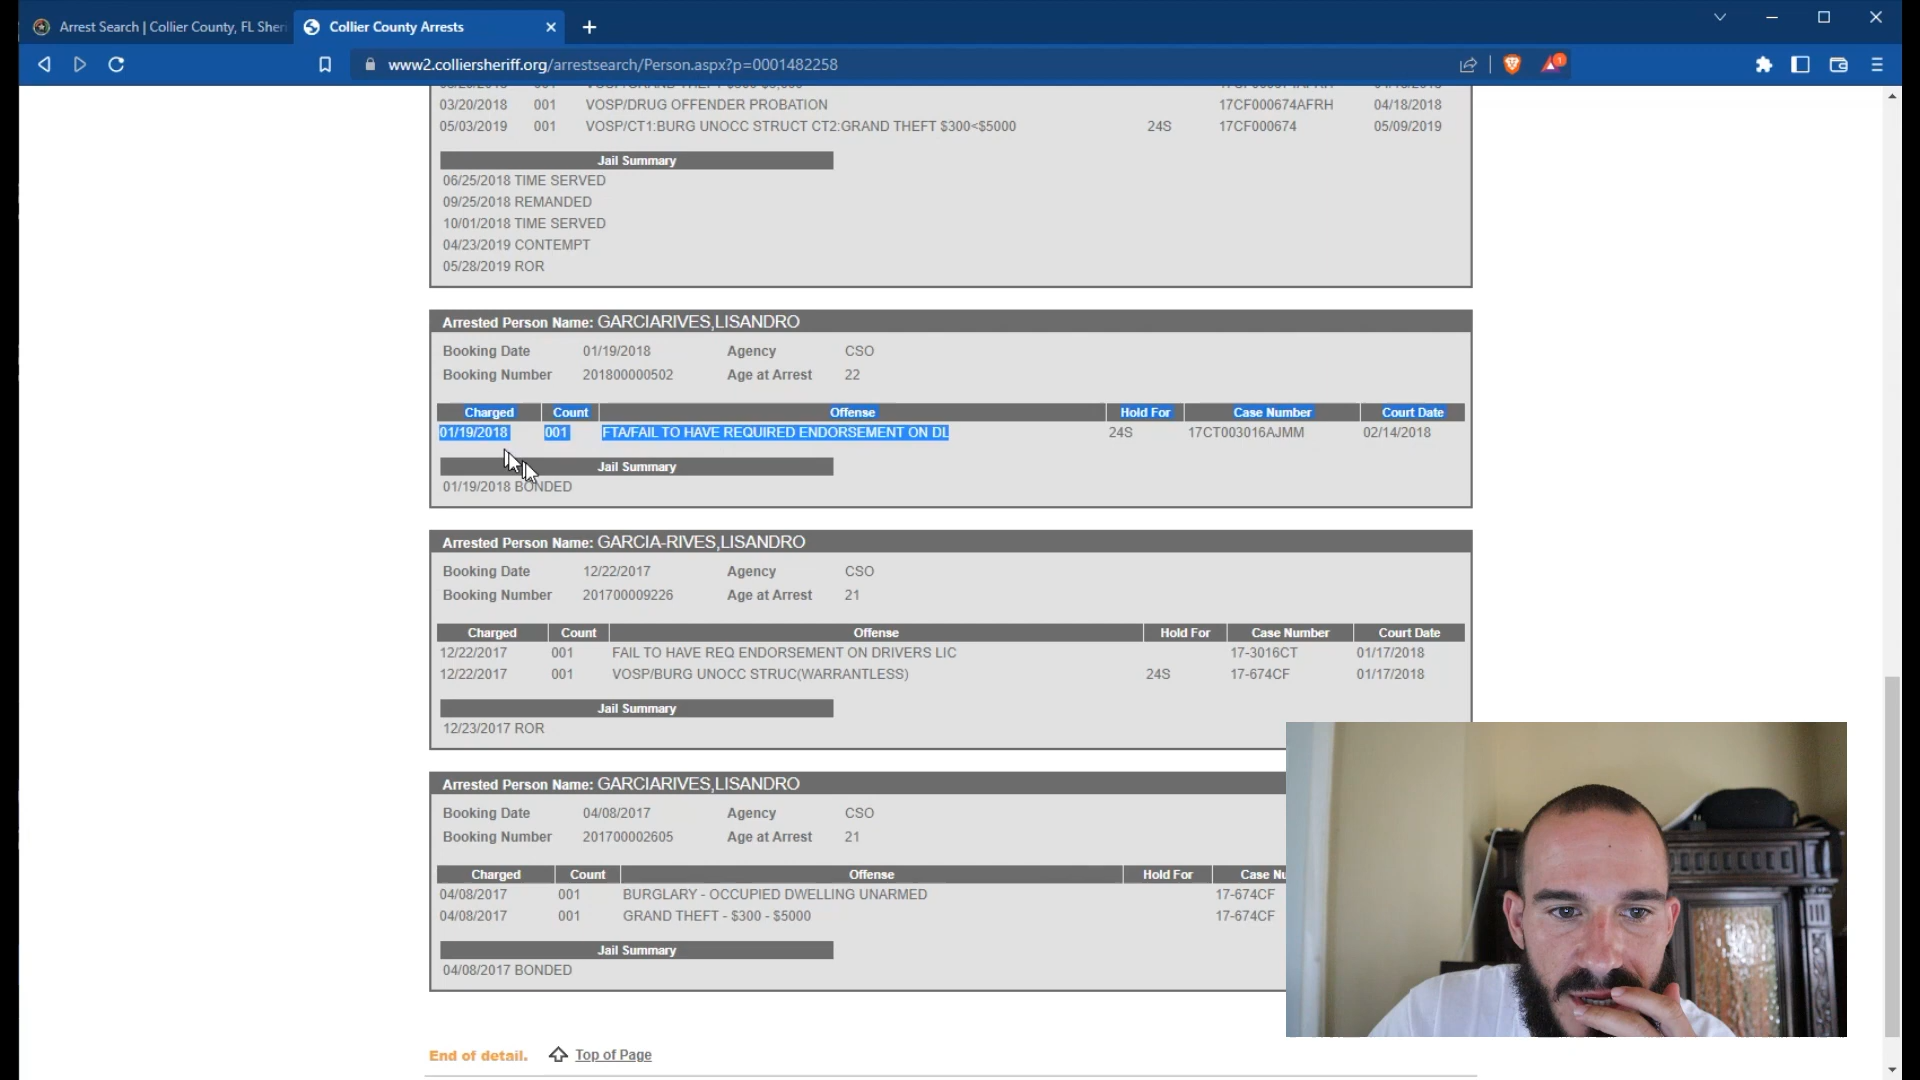 Arrest Search | Collier County, FL Sher
Collier County Arrests
www2.colliersheriff.org/arrestsearch/Person.aspx?p=0001482258
1
03/20/2018 001 VOSP/DRUG OFFENDER PROBATION 17CF000674AFRH 04/18/2018
05/03/2019 001 VOSP/CT1:BURG UNOCC STRUCT CT2:GRAND THEFT $300<$5000 24S 17CF000674 05/09/2019
Jail Summary
06/25/2018 TIME SERVED
09/25/2018 REMANDED
10/01/2018 TIME SERVED
04/23/2019 CONTEMPT
05/28/2019 ROR
Arrested Person Name: GARCIARIVES,LISANDRO
Booking Date 01/19/2018 Agency CSO
Booking Number 201800000502 Age at Arrest 22
Charged Count Offense Hold For Case Number Court Date
01/19/2018 001 FTA/FAIL TO HAVE REQUIRED ENDORSEMENT ON DL 24S 17CT003016AJMM 02/14/2018
Jail Summary
01/19/2018 BONDED
Arrested Person Name: GARCIA-RIVES,LISANDRO
Booking Date 12/22/2017 Agency CSO
Booking Number 201700009226 Age at Arrest 21
Charged Count Offense Hold For Case Number Court Date
12/22/2017 001 FAIL TO HAVE REQ ENDORSEMENT ON DRIVERS LIC 17-3016CT 01/17/2018
12/22/2017 001 VOSP/BURG UNOCC STRUC(WARRANTLESS) 24S 17-674CF 01/17/2018
Jail Summary
12/23/2017 ROR
Arrested Person Name: GARCIARIVES,LISANDRO
Booking Date 04/08/2017 Agency CSO
Booking Number 201700002605 Age at Arrest 21
Charged Count Offense Hold For Case Nu
04/08/2017 001 BURGLARY - OCCUPIED DWELLING UNARMED 17-674CF
04/08/2017 001 GRAND THEFT - $300 - $5000 17-674CF
Jail Summary
04/08/2017 BONDED
End of detail. Top of Page